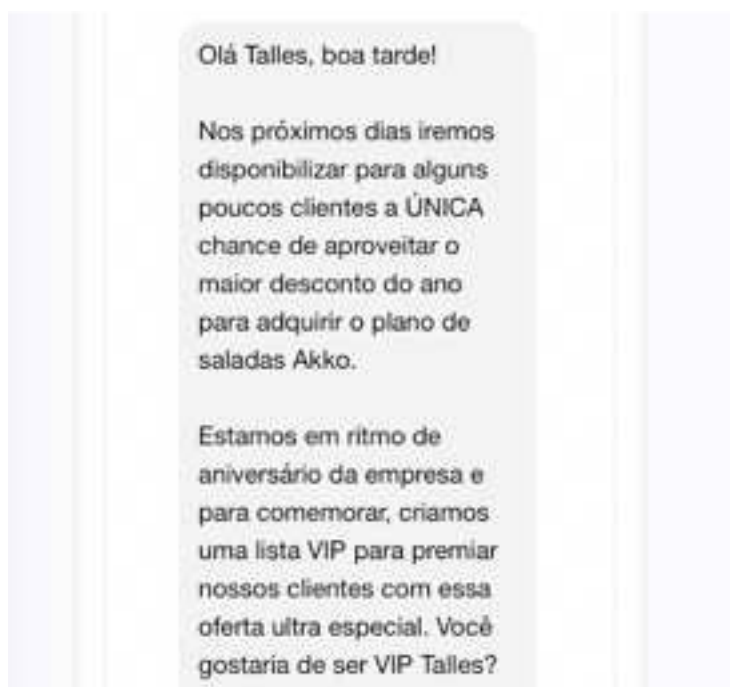 Olá Talles, boa tarde!
Nos próximos dias iremos
disponibilizar para alguns
poucos clientes a ÚNICA
chance de aproveitar o
maior desconto do ano
para adquirir o plano de
saladas Akko.
Estamos em ritmo de
aniversário da empresa e
para comemorar, criamos
uma lista VIP para premiar
nossos clientes com essa
oferta ultra especial. Você
gostaria de ser VIP Talles?